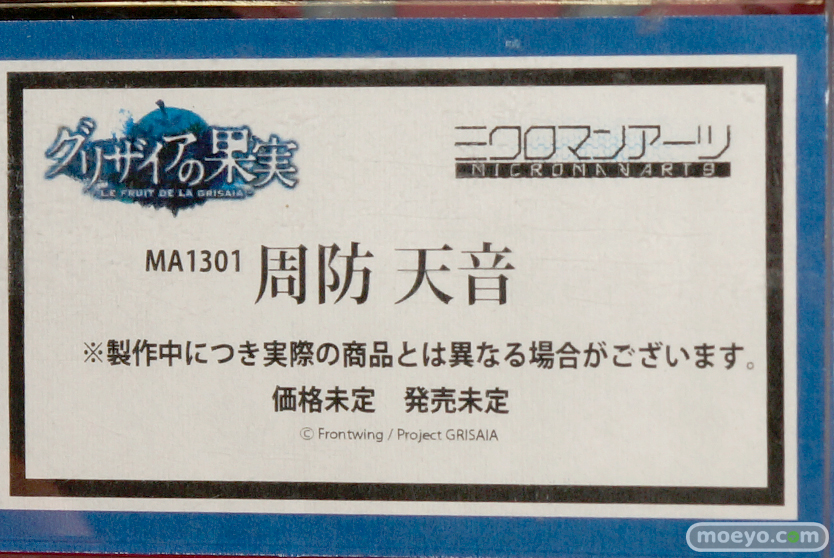 グリザイアの果実
LE FRUIT DE LA GRISAIA
ミクロマンアーツ
MICROMANARTS
MA1301 周防 天音
※製作中につき実際の商品とは異なる場合がございます。
価格未定　発売未定
© Frontwing / Project GRISAIA
moeyo.com